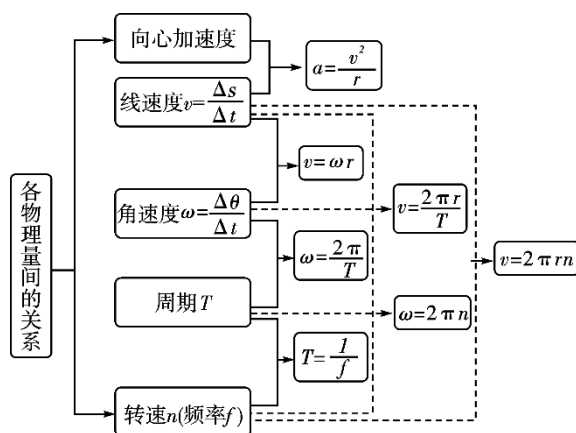 各物理量间的关系
向心加速度
a=v²/r
线速度v=Δs/Δt
v=ωr
角速度ω=Δθ/Δt
v=2πr/T
ω=2π/T
v=2πrn
周期T
ω=2πn
T=1/f
转速n(频率f)